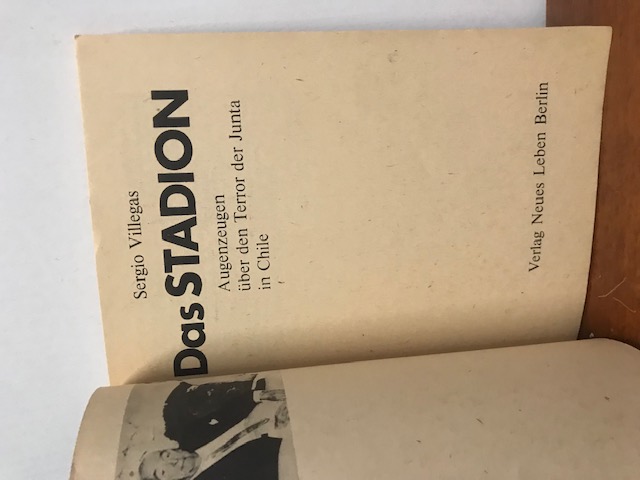 Sergio Villegas
Das STADION
Augenzeugen
über den Terror der Junta
in Chile
Verlag Neues Leben Berlin